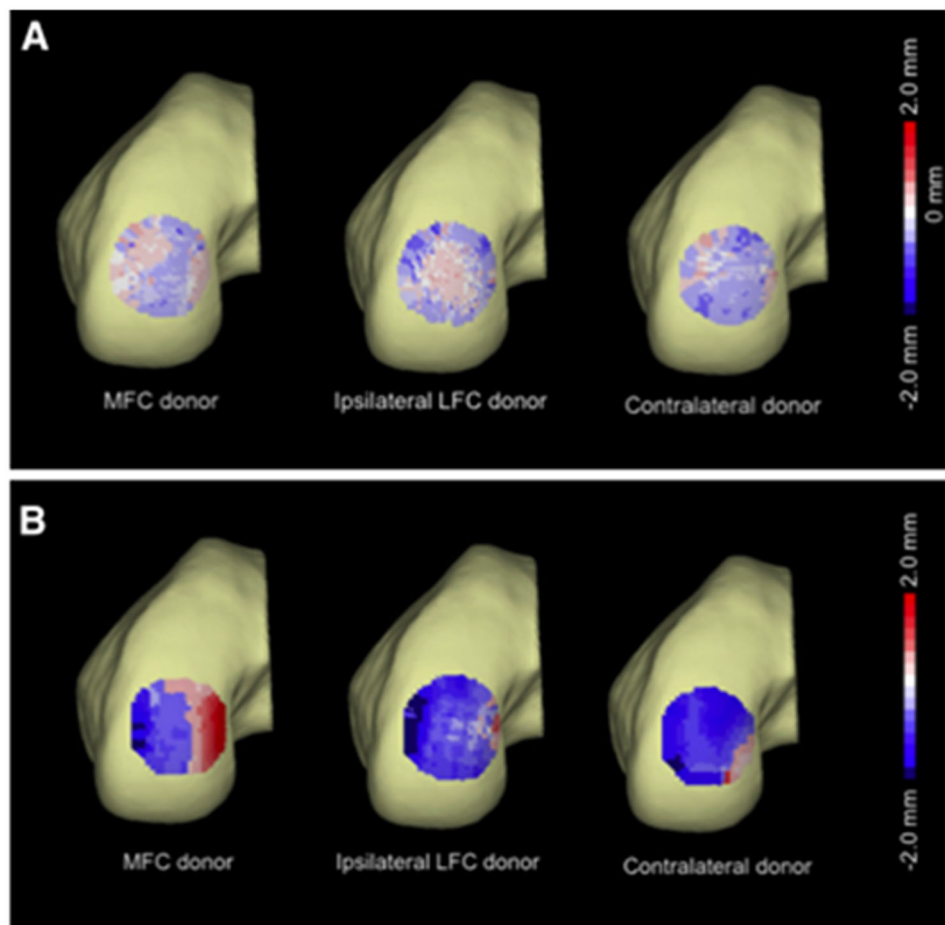 A
2.0 mm
0 mm
-2.0 mm
MFC donor
Ipsilateral LFC donor
Contralateral donor
B
2.0 mm
-2.0 mm
MFC donor
Ipsilateral LFC donor
Contralateral donor